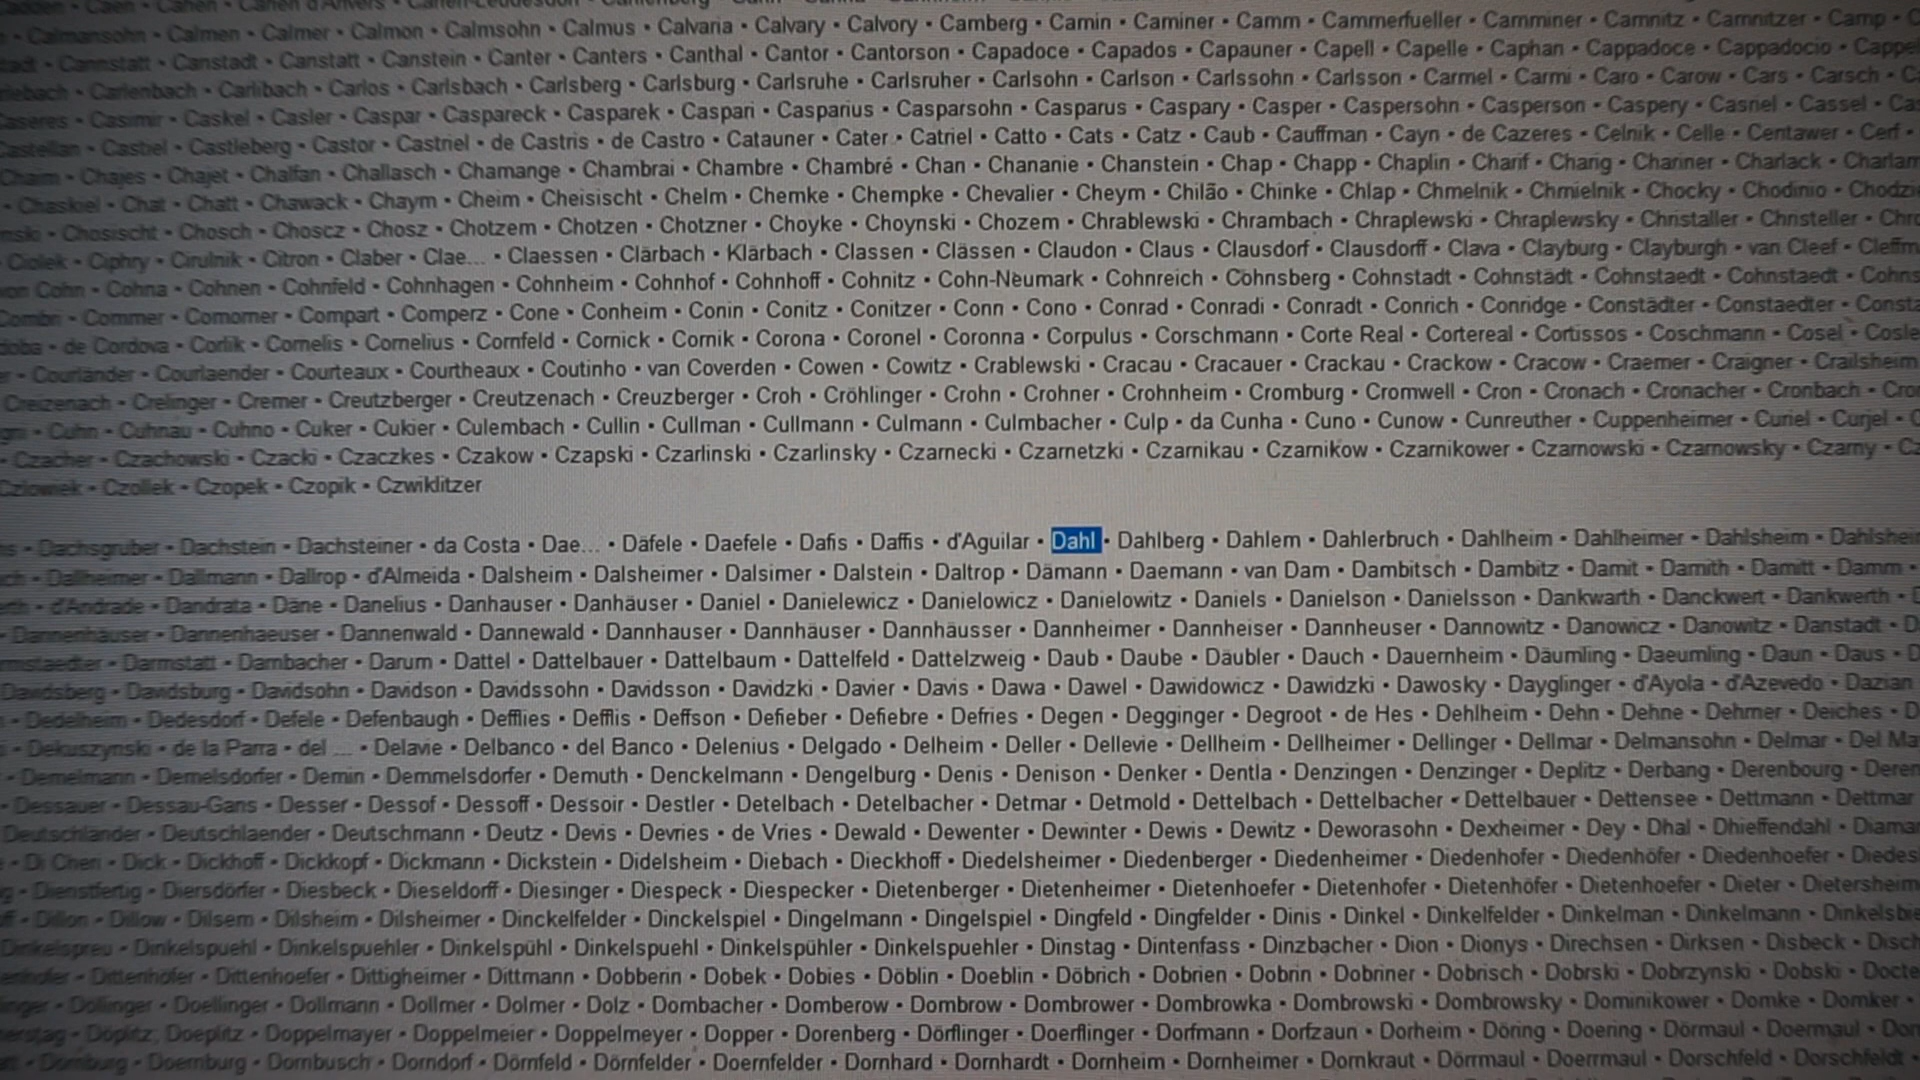 Caen • Cahen • Cahen d'Anvers •
Calmansohn • Calmen • Calmer • Calmon • Calmsohn • Calmus • Calvaria • Calvary • Calvory • Camberg • Camin • Caminer • Camm • Cammerfueller • Camminer • Camnitz • Camnitzer • Camp •
Cannstatt • Canstadt • Canstatt • Canstein • Canter • Canters • Canthal • Cantor • Cantorson • Capadoce • Capados • Capauner • Capell • Capelle • Caphan • Cappadoce • Cappadocio •
Carlenbach • Carlibach • Carlos • Carlsbach • Carlsberg • Carlsburg • Carlsruhe • Carlsruher • Carlsohn • Carlson • Carlssohn • Carlsson • Carmel • Carmi • Caro • Carow • Cars • Carsch •
Caseres • Casimir • Caskel • Casler • Caspar • Caspareck • Casparek • Caspari • Casparius • Casparsohn • Casparus • Caspary • Casper • Caspersohn • Casperson • Caspery • Casriel • Cassel •
Castellan • Castiel • Castleberg • Castor • Castriel • de Castris • de Castro • Catauner • Cater • Catriel • Catto • Cats • Catz • Caub • Cauffman • Cayn • de Cazeres • Celnik • Celle • Centawer • Cerf •
Chaim • Chajes • Chajet • Chalfan • Challasch • Chamange • Chambrai • Chambre • Chambré • Chan • Chananie • Chanstein • Chap • Chapp • Chaplin • Charif • Charig • Chariner • Charlack •
• Chaskiel • Chat • Chatt • Chawack • Chaym • Cheim • Cheisischt • Chelm • Chemke • Chempke • Chevalier • Cheym • Chilão • Chinke • Chlap • Chmelnik • Chmielnik • Chocky • Chodinio •
Chosischt • Chosch • Choscz • Chosz • Chotzem • Chotzen • Chotzner • Choyke • Choynski • Chozem • Chrablewski • Chrambach • Chraplewski • Chraplewsky • Christaller • Christeller •
Ciolek • Ciphry • Cirulnik • Citron • Claber • Clae... • Claessen • Clärbach • Klärbach • Classen • Clässen • Claudon • Claus • Clausdorf • Clausdorff • Clava • Clayburg • Clayburgh • van Cleef •
von Cohn • Cohna • Cohnen • Cohnfeld • Cohnhagen • Cohnheim • Cohnhof • Cohnhoff • Cohnitz • Cohn-Neumark • Cohnreich • Cohnsberg • Cohnstadt • Cohnstädt • Cohnstaedt • Cohnstaedt •
Combri • Commer • Comomer • Compart • Comperz • Cone • Conheim • Conin • Conitz • Conitzer • Conn • Cono • Conrad • Conradi • Conradt • Conrich • Conridge • Constädter • Constaedter •
de Cordova • Corlik • Cornelis • Cornelius • Cornfeld • Cornick • Cornik • Corona • Coronel • Coronna • Corpulus • Corschmann • Corte Real • Cortereal • Cortissos • Coschmann • Cosel •
• Courländer • Courlaender • Courteaux • Courtheaux • Coutinho • van Coverden • Cowen • Cowitz • Crablewski • Cracau • Cracauer • Crackau • Crackow • Cracow • Craemer • Craigner • Crailsheim
Creizenach • Crelinger • Cremer • Creutzberger • Creutzenach • Creuzberger • Croh • Cröhlinger • Crohn • Crohner • Crohnheim • Cromburg • Cromwell • Cron • Cronach • Cronacher • Cronbach •
• Cuhn • Cuhnau • Cuhno • Cuker • Cukier • Culembach • Cullin • Cullman • Cullmann • Culmann • Culmbacher • Culp • da Cunha • Cuno • Cunow • Cunreuther • Cuppenheimer • Curiel • Curjel •
• Czacher • Czachowski • Czacki • Czaczkes • Czakow • Czapski • Czarlinski • Czarlinsky • Czarnecki • Czarnetzki • Czarnikau • Czarnikow • Czarnikower • Czarnowski • Czarnowsky • Czarny •
Czlowiek • Czollek • Czopek • Czopik • Czwiklitzer
• Dachsgruber • Dachstein • Dachsteiner • da Costa • Dae... • Däfele • Daefele • Dafis • Daffis • d'Aguilar • Dahl • Dahlberg • Dahlem • Dahlerbruch • Dahlheim • Dahlheimer • Dahlsheim •
• Dallheimer • Dallmann • Dallrop • d'Almeida • Dalsheim • Dalsheimer • Dalsimer • Dalstein • Daltrop • Dämann • Daemann • van Dam • Dambitsch • Dambitz • Damit • Damith • Damitt • Damm •
• d'Andrade • Dandrata • Däne • Danelius • Danhauser • Danhäuser • Daniel • Danielewicz • Danielowicz • Danielowitz • Daniels • Danielson • Danielsson • Dankwarth • Danckwert • Dankwerth •
• Dannenhäuser • Dannenhaeuser • Dannenwald • Dannewald • Dannhauser • Dannhäuser • Dannhäusser • Dannheimer • Dannheiser • Dannheuser • Dannowitz • Danowicz • Danowitz • Danstadt •
• Darmstatt • Darnbacher • Darum • Dattel • Dattelbauer • Dattelbaum • Dattelfeld • Dattelzweig • Daub • Daube • Däubler • Dauch • Dauernheim • Däumling • Daeumling • Daun • Daus •
Davidsberg • Davidsburg • Davidsohn • Davidson • Davidssohn • Davidsson • Davidzki • Davier • Davis • Dawa • Dawel • Dawidowicz • Dawidzki • Dawosky • Dayglinger • d'Ayola • d'Azevedo • Dazian
• Dedelheim • Dedesdorf • Defele • Defenbaugh • Defflies • Defflis • Deffson • Defieber • Defiebre • Defries • Degen • Degginger • Degroot • de Hes • Dehlheim • Dehn • Dehne • Dehmer • Deiches •
• Dekuszynski • de la Parra • del ... • Delavie • Delbanco • del Banco • Delenius • Delgado • Delheim • Deller • Dellevie • Dellheim • Dellheimer • Dellinger • Dellmar • Delmansohn • Delmar •
• Demelmann • Demelsdorfer • Demin • Demmelsdorfer • Demuth • Denckelmann • Dengelburg • Denis • Denison • Denker • Dentla • Denzingen • Denzinger • Deplitz • Derbang • Derenbourg •
• Dessauer • Dessau-Gans • Desser • Dessof • Dessoff • Dessoir • Destler • Detelbach • Detelbacher • Detmar • Detmold • Dettelbach • Dettelbacher • Dettelbauer • Dettensee • Dettmann • Dettmar
Deutschländer • Deutschlaender • Deutschmann • Deutz • Devis • Devries • de Vries • Dewald • Dewenter • Dewinter • Dewis • Dewitz • Deworasohn • Dexheimer • Dey • Dhal • Dhieffendahl •
• Di Cheri • Dick • Dickhoff • Dickkopf • Dickmann • Dickstein • Didelsheim • Diebach • Dieckhoff • Diedelsheimer • Diedenberger • Diedenheimer • Diedenhofer • Diedenhöfer • Diedenhoefer •
• Dienstfertig • Diersdörfer • Diesbeck • Dieseldorff • Diesinger • Diespeck • Diespecker • Dietenberger • Dietenheimer • Dietenhoefer • Dietenhofer • Dietenhöfer • Dietenhoefer • Dieter • Dietersheim
• Dillon • Dillow • Dilsem • Dilsheim • Dilsheimer • Dinckelfelder • Dinckelspiel • Dingelmann • Dingelspiel • Dingfeld • Dingfelder • Dinis • Dinkel • Dinkelfelder • Dinkelman • Dinkelmann •
Dinkelspreu • Dinkelspuehl • Dinkelspuehler • Dinkelspühl • Dinkelspuehl • Dinkelspühler • Dinkelspuehler • Dinstag • Dintenfass • Dinzbacher • Dion • Dionys • Direchsen • Dirksen • Disbeck •
• Dittenhöfer • Dittenhoefer • Dittigheimer • Dittmann • Dobberin • Dobek • Dobies • Döblin • Doeblin • Döbrich • Dobrien • Dobrin • Dobriner • Dobrisch • Dobrski • Dobrzynski • Dobski •
• Döllinger • Doellinger • Dollmann • Dollmer • Dolmer • Dolz • Dombacher • Domberow • Dombrow • Dombrower • Dombrowka • Dombrowski • Dombrowsky • Dominikower • Domke • Domker •
• Döplitz, Doeplitz • Doppelmayer • Doppelmeier • Doppelmeyer • Dopper • Dorenberg • Dörflinger • Doerflinger • Dorfmann • Dorfzaun • Dorheim • Döring • Doering • Dörmaul • Doermaul •
• Dornburg • Doernburg • Dornbusch • Dorndorf • Dörnfeld • Dörnfelder • Doernfelder • Dornhard • Dornhardt • Dornheim • Dornheimer • Dornkraut • Dörrmaul • Doerrmaul • Dorschfeld • Dorschfeldt •